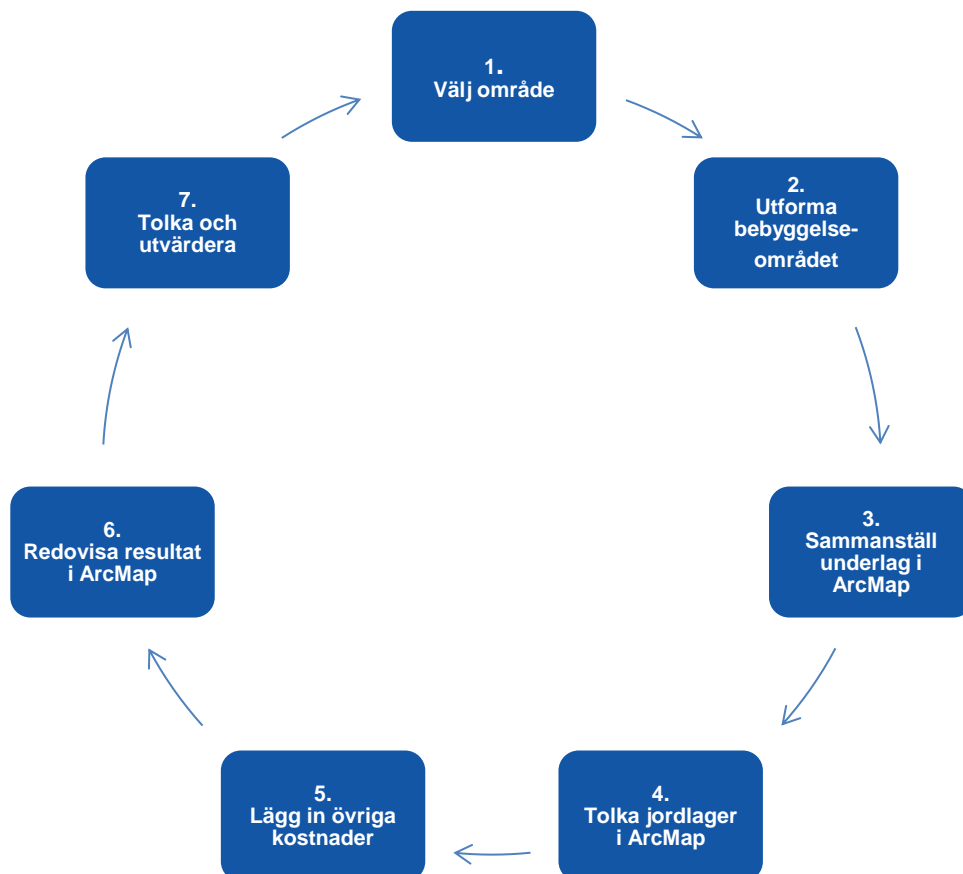 1.
Välj område
2.
Utforma
bebyggelse-
området
3.
Sammanställ
underlag i
ArcMap
4.
Tolka jordlager
i ArcMap
5.
Lägg in övriga
kostnader
6.
Redovisa resultat
i ArcMap
7.
Tolka och
utvärdera